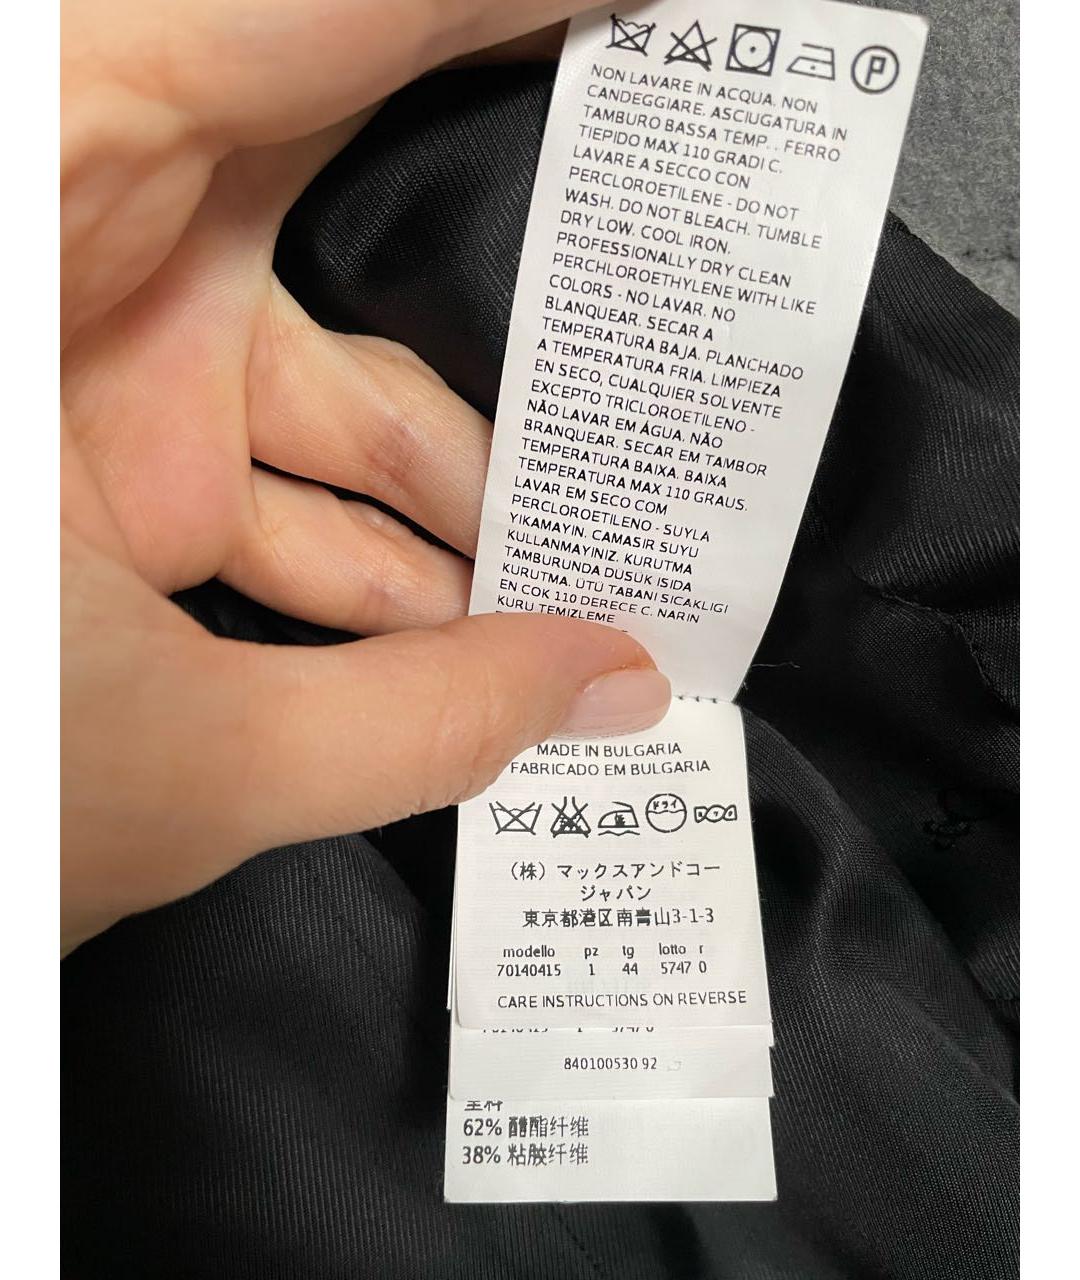 NON LAVARE IN ACQUA. NON
CANDEGGIARE. ASCIUGATURA IN
TAMBURO BASSA TEMP. . FERRO
TIEPIDO MAX 110 GRADI C.
LAVARE A SECCO CON
PERCLOROETILENE - DO NOT
WASH. DO NOT BLEACH. TUMBLE
DRY LOW. COOL IRON.
PROFESSIONALLY DRY CLEAN
PERCHLOROETHYLENE WITH LIKE
COLORS - NO LAVAR. NO
BLANQUEAR. SECAR A
TEMPERATURA BAJA. PLANCHADO
A TEMPERATURA FRIA. LIMPIEZA
EN SECO, CUALQUIER SOLVENTE
EXCEPTO TRICLOROETILENO -
NÃO LAVAR EM ÁGUA. NÃO
BRANQUEAR. SECAR EM TAMBOR
TEMPERATURA BAIXA. BAIXA
TEMPERATURA MAX 110 GRAUS.
LAVAR EM SECO COM
PERCLOROETILENO - SUYLA
YIKAMAYIN. CAMASIR SUYU
KULLANMAYINIZ. KURUTMA
TAMBURUNDA DUSUK ISIDA
KURUTMA. ÜTÜ TABANI SICAKLIGI
EN COK 110 DERECE C. NARIN
KURU TEMIZLEME
MADE IN BULGARIA
FABRICADO EM BULGARIA
ドライ
(株) マックスアンドコー
ジャパン
東京都港区南青山3-1-3
modello pz tg lotto r
70140415 1 44 5747 0
CARE INSTRUCTIONS ON REVERSE
840100530 92
62% 醋酯纤维
38% 粘胶纤维